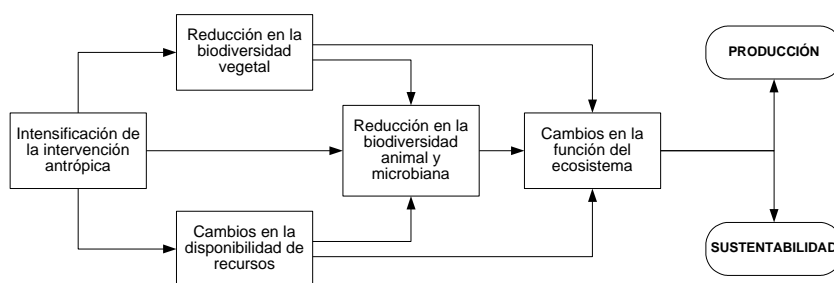 Reducción en la
biodiversidad
vegetal
PRODUCCIÓN
Intensificación de
la intervención
antrópica
Reducción en la
biodiversidad
animal y
microbiana
Cambios en la
función del
ecosistema
Cambios en la
disponibilidad de
recursos
SUSTENTABILIDAD